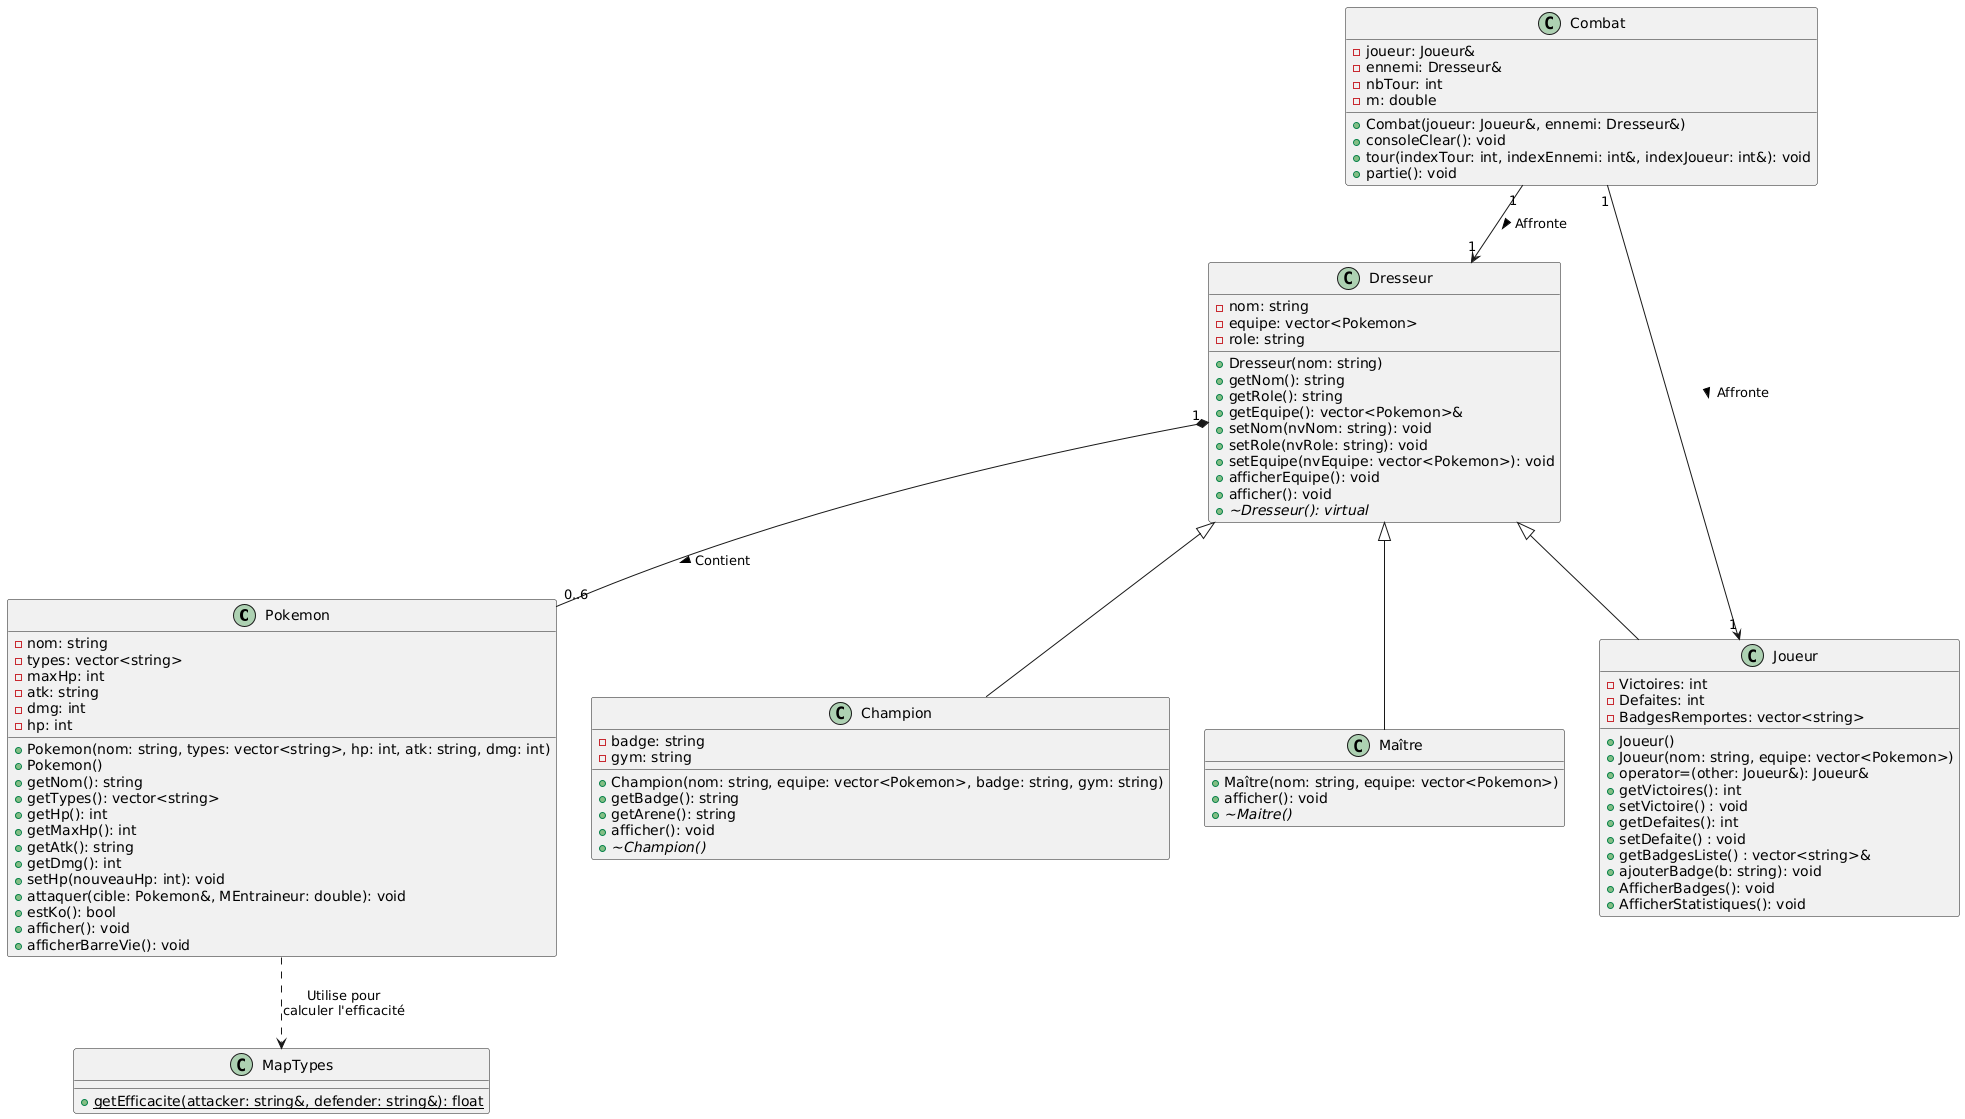 Combat
joueur: Joueur&
ennemi: Dresseur&
nbTour: int
m: double
Combat(joueur: Joueur&, ennemi: Dresseur&)
consoleClear(): void
tour(indexTour: int, indexEnnemi: int&, indexJoueur: int&): void
partie(): void
1
1
Affronte
1
Dresseur
nom: string
equipe: vector<Pokemon>
role: string
Dresseur(nom: string)
getNom(): string
getRole(): string
getEquipe(): vector<Pokemon>&
setNom(nvNom: string): void
setRole(nvRole: string): void
setEquipe(nvEquipe: vector<Pokemon>): void
afficherEquipe(): void
afficher(): void
~Dresseur(): virtual
Affronte
1
Contient
0..6
1
Pokemon
nom: string
types: vector<string>
maxHp: int
atk: string
dmg: int
hp: int
Pokemon(nom: string, types: vector<string>, hp: int, atk: string, dmg: int)
Pokemon()
getNom(): string
getTypes(): vector<string>
getHp(): int
getMaxHp(): int
getAtk(): string
getDmg(): int
setHp(nouveauHp: int): void
attaquer(cible: Pokemon&, MEntraineur: double): void
estKo(): bool
afficher(): void
afficherBarreVie(): void
Champion
badge: string
gym: string
Champion(nom: string, equipe: vector<Pokemon>, badge: string, gym: string)
getBadge(): string
getArene(): string
afficher(): void
~Champion()
Maître
Maître(nom: string, equipe: vector<Pokemon>)
afficher(): void
~Maitre()
Joueur
Victoires: int
Defaites: int
BadgesRemportes: vector<string>
Joueur()
Joueur(nom: string, equipe: vector<Pokemon>)
operator=(other: Joueur&): Joueur&
getVictoires(): int
setVictoire() : void
getDefaites(): int
setDefaite() : void
getBadgesListe() : vector<string>&
ajouterBadge(b: string): void
AfficherBadges(): void
AfficherStatistiques(): void
Utilise pour
calculer l'efficacité
MapTypes
getEfficacite(attacker: string&, defender: string&): float